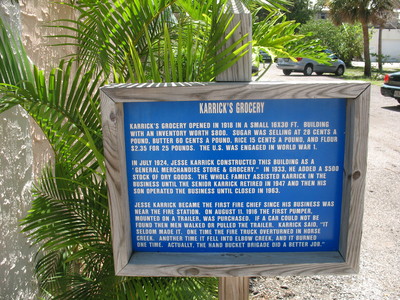 KARRICK'S GROCERY
KARRICK'S GROCERY OPENED IN 1918 IN A SMALL 16X30 FT. BUILDING
WITH AN INVENTORY WORTH $800. SUGAR WAS SELLING AT 28 CENTS A
POUND, BUTTER 66 CENTS A POUND, RICE 15 CENTS A POUND, AND FLOUR
$2.35 FOR 25 POUNDS. THE U.S. WAS ENGAGED IN WORLD WAR I.
IN JULY 1924, JESSE KARRICK CONSTRUCTED THIS BUILDING AS A
"GENERAL MERCHANDISE STORE & GROCERY." IN 1933, HE ADDED A $500
STOCK OF DRY GOODS. THE WHOLE FAMILY ASSISTED KARRICK IN THE
BUSINESS UNTIL THE SENIOR KARRICK RETIRED IN 1947 AND THEN HIS
SON OPERATED THE BUSINESS UNTIL CLOSED IN 1963.
JESSE KARRICK BECAME THE FIRST FIRE CHIEF SINCE HIS BUSINESS WAS
NEAR THE FIRE STATION. ON AUGUST 11, 1916 THE FIRST PUMPER,
MOUNTED ON A TRAILER, WAS PURCHASED. IF A CAR COULD NOT BE
FOUND THEN MEN WALKED OR PULLED THE TRAILER. KARRICK SAID, "IT
SELDOM MADE IT. ONE TIME THE FIRE TRUCK OVERTURNED IN HORSE
CREEK. ANOTHER TIME IT FELL INTO ELBOW CREEK, AND IT BURNED
ONE TIME. ACTUALLY, THE HAND BUCKET BRIGADE DID A BETTER JOB."